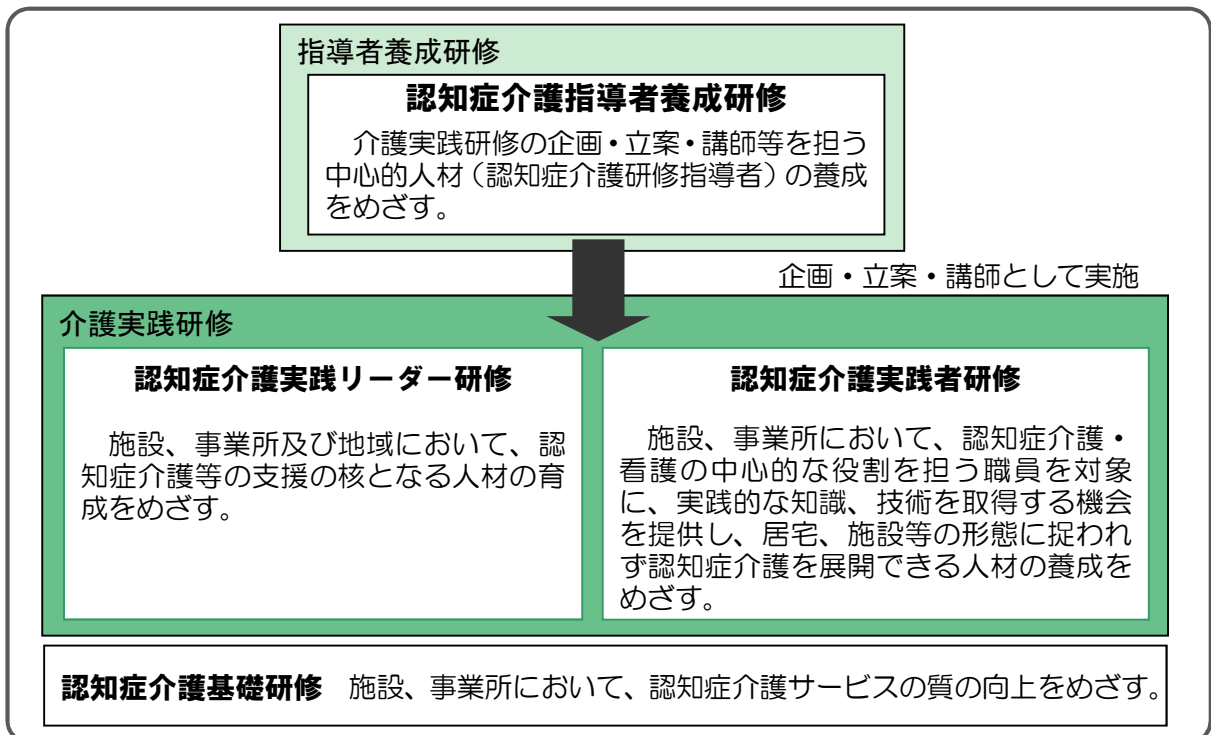 指導者養成研修
認知症介護指導者養成研修
介護実践研修の企画・立案・講師等を担う
中心的人材（認知症介護研修指導者）の養成
をめざす。
企画・立案・講師として実施
介護実践研修
認知症介護実践リーダー研修
施設、事業所及び地域において、認
知症介護等の支援の核となる人材の育
成をめざす。
認知症介護実践者研修
施設、事業所において、認知症介護・
看護の中心的な役割を担う職員を対象
に、実践的な知識、技術を取得する機会
を提供し、居宅、施設等の形態に捉われ
ず認知症介護を展開できる人材の養成を
めざす。
認知症介護基礎研修　施設、事業所において、認知症介護サービスの質の向上をめざす。